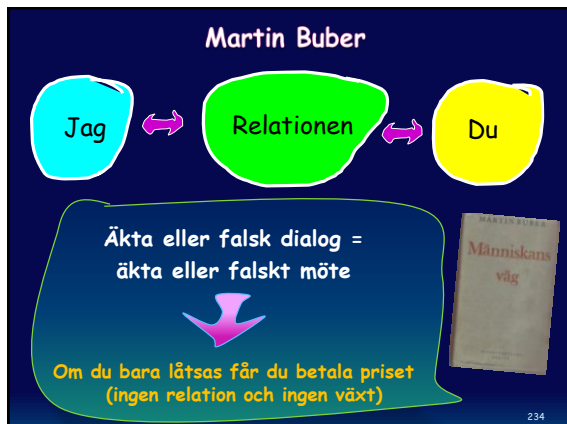 Martin Buber
Jag
Relationen
Du
Äkta eller falsk dialog =
äkta eller falskt möte
MARTIN BUBER
Människans
väg
Om du bara låtsas får du betala priset
(ingen relation och ingen växt)
234